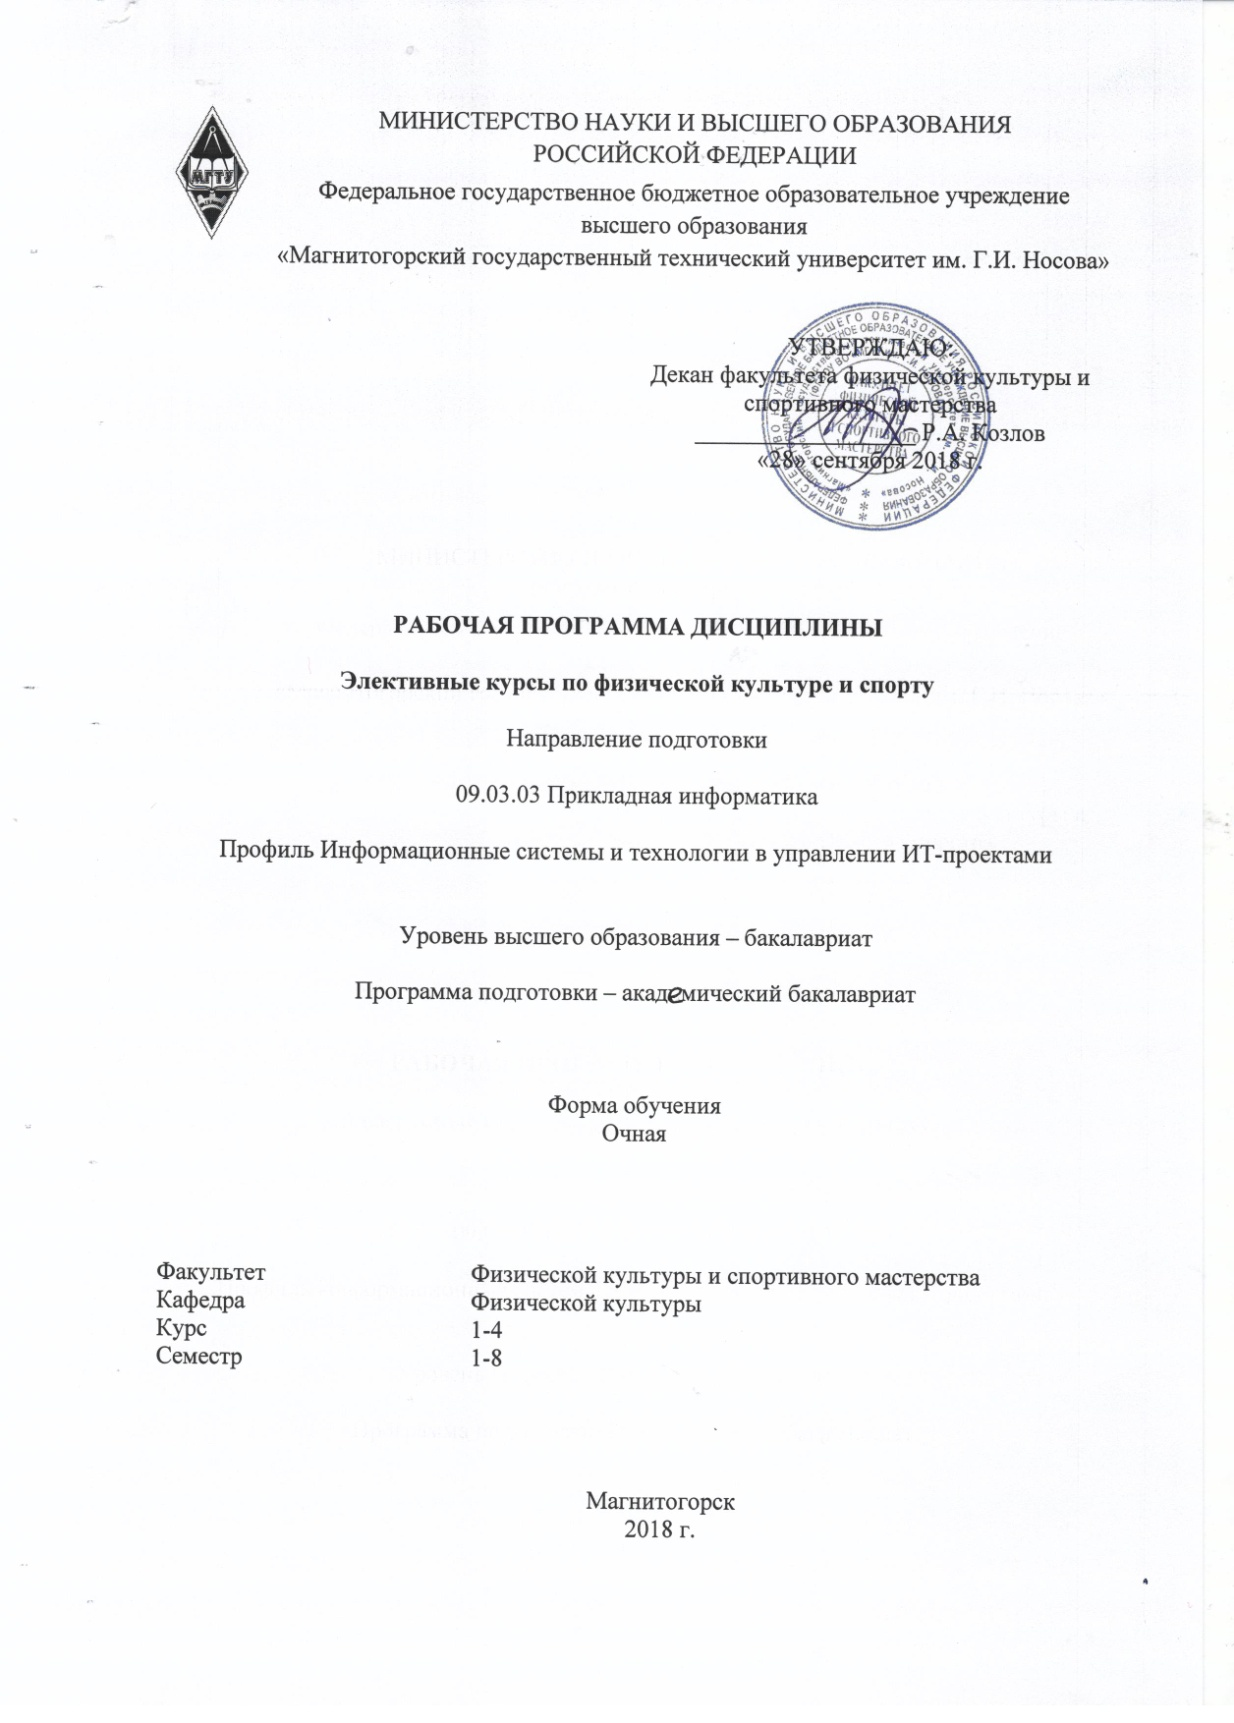 МГТУ
МИНИСТЕРСТВО НАУКИ И ВЫСШЕГО ОБРАЗОВАНИЯ
РОССИЙСКОЙ ФЕДЕРАЦИИ
Федеральное государственное бюджетное образовательное учреждение
высшего образования
«Магнитогорский государственный технический университет им. Г.И. Носова»
УТВЕРЖДАЮ:
Декан факультета физической культуры и
спортивного мастерства
Р.А. Козлов
«28» сентября 2018 г.
РАБОЧАЯ ПРОГРАММА ДИСЦИПЛИНЫ
Элективные курсы по физической культуре и спорту
Направление подготовки
09.03.03 Прикладная информатика
Профиль Информационные системы и технологии в управлении ИТ-проектами
Уровень высшего образования – бакалавриат
Программа подготовки – академический бакалавриат
Форма обучения
Очная
Факультет Физической культуры и спортивного мастерства
Кафедра Физической культуры
Курс 1-4
Семестр 1-8
Магнитогорск
2018 г.